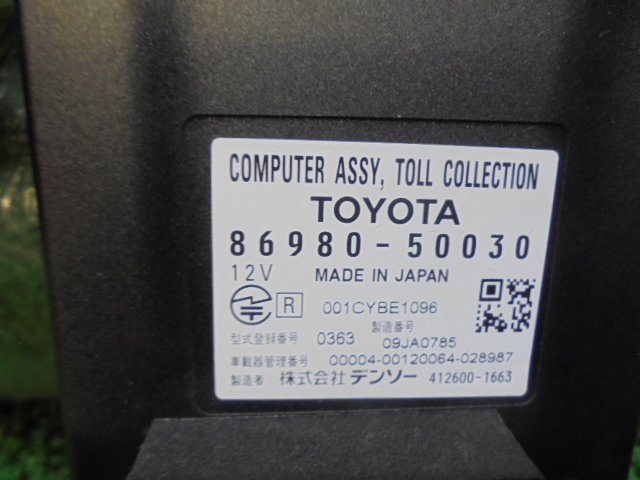 COMPUTER ASSY, TOLL COLLECTION
TOYOTA
86980-50030
12V MADE IN JAPAN
R 001CYBE1096
型式登録番号 0363 製造番号 09JA0785
車載器管理番号 00004-00120064-028987
製造者 株式会社 デンソー 412600-1663